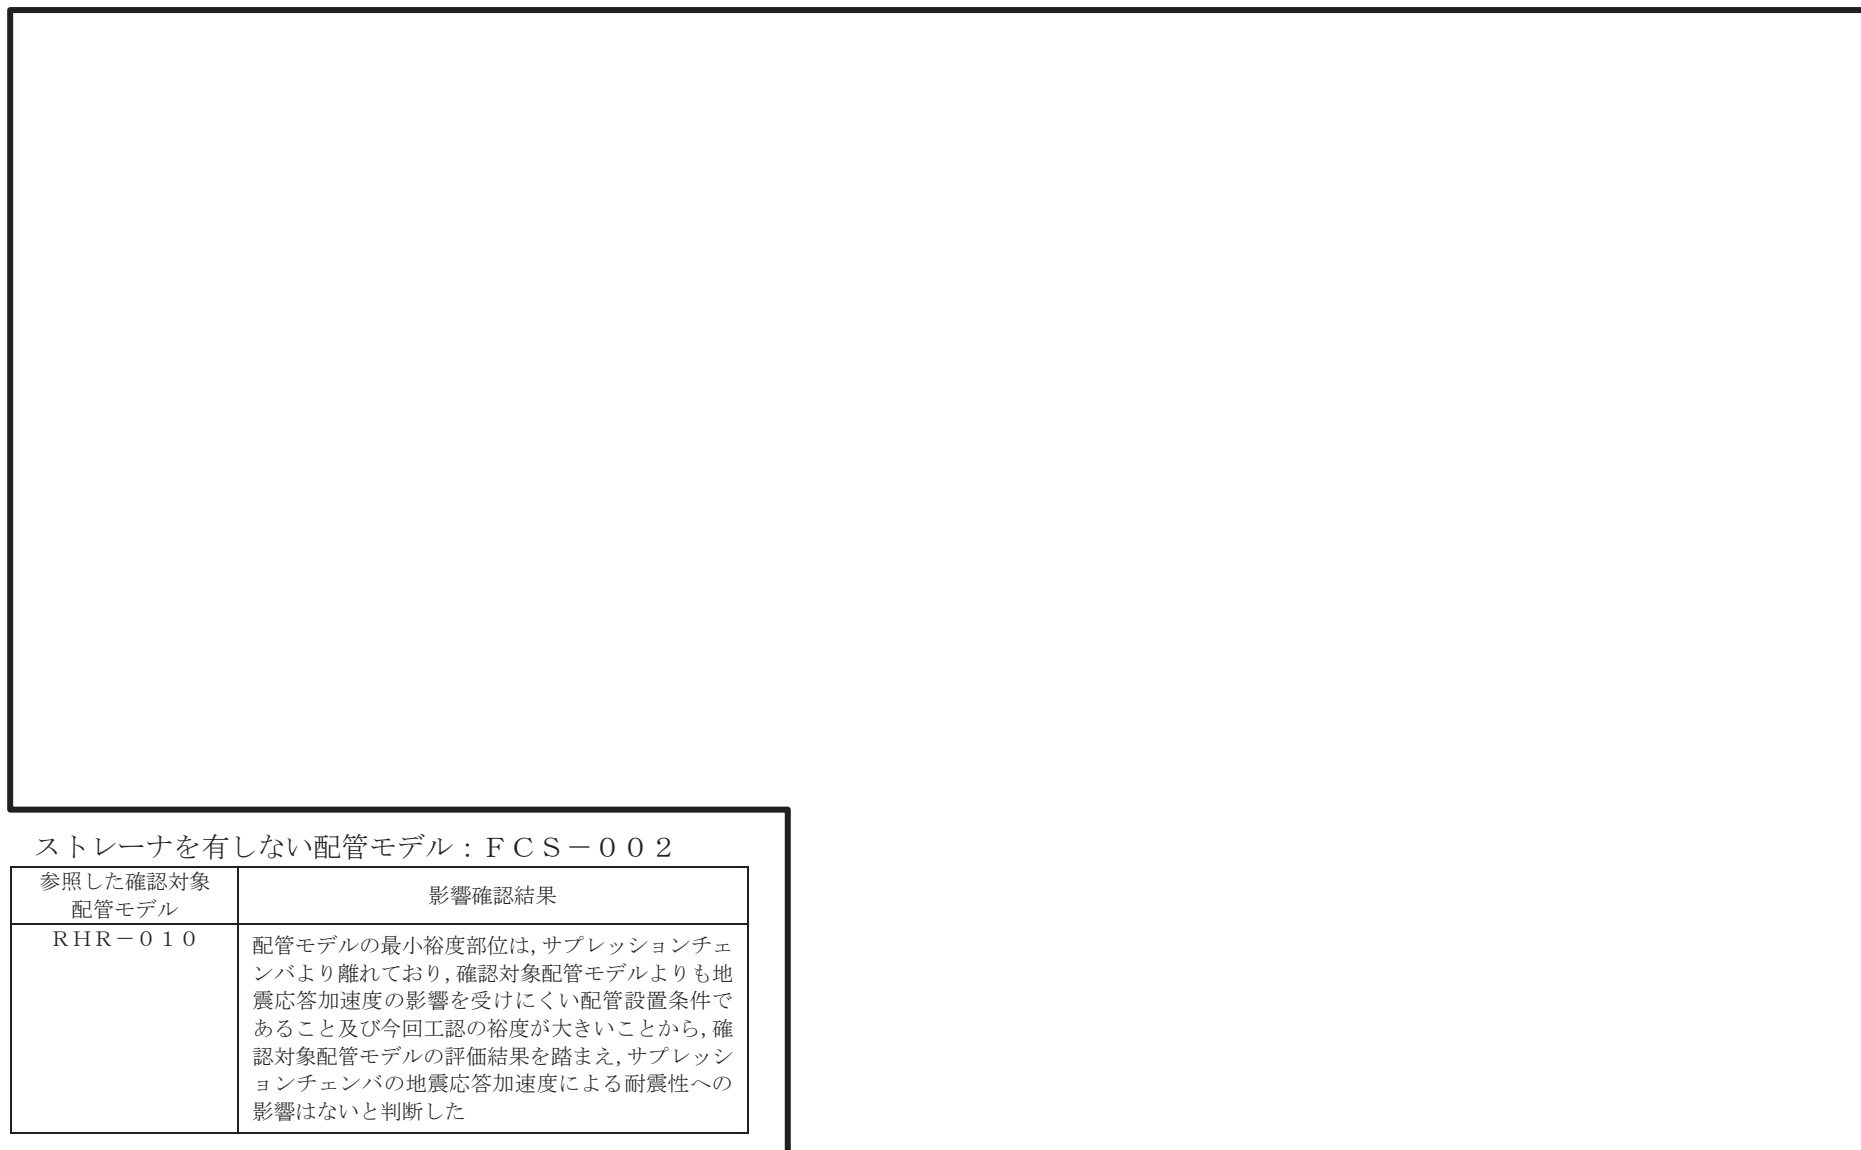 ストレーナを有しない配管モデル：ＦＣＳ－００２
参照した確認対象
配管モデル
影響確認結果
ＲＨＲ－０１０
配管モデルの最小裕度部位は，サプレッションチェ
ンバより離れており，確認対象配管モデルよりも地
震応答加速度の影響を受けにくい配管設置条件で
あること及び今回工認の裕度が大きいことから，確
認対象配管モデルの評価結果を踏まえ，サプレッシ
ョンチェンバの地震応答加速度による耐震性への
影響はないと判断した